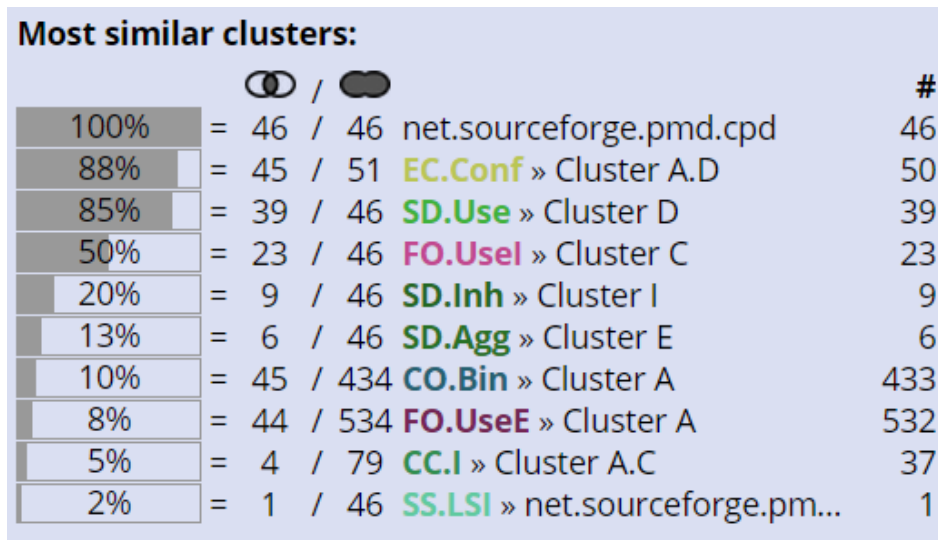 Most similar clusters:
/ #
100% = 46 / 46 net.sourceforge.pmd.cpd 46
88% = 45 / 51 EC.Conf » Cluster A.D 50
85% = 39 / 46 SD.Use » Cluster D 39
50% = 23 / 46 FO.UseI » Cluster C 23
20% = 9 / 46 SD.Inh » Cluster I 9
13% = 6 / 46 SD.Agg » Cluster E 6
10% = 45 / 434 CO.Bin » Cluster A 433
8% = 44 / 534 FO.UseE » Cluster A 532
5% = 4 / 79 CC.I » Cluster A.C 37
2% = 1 / 46 SS.LSI » net.sourceforge.pm... 1